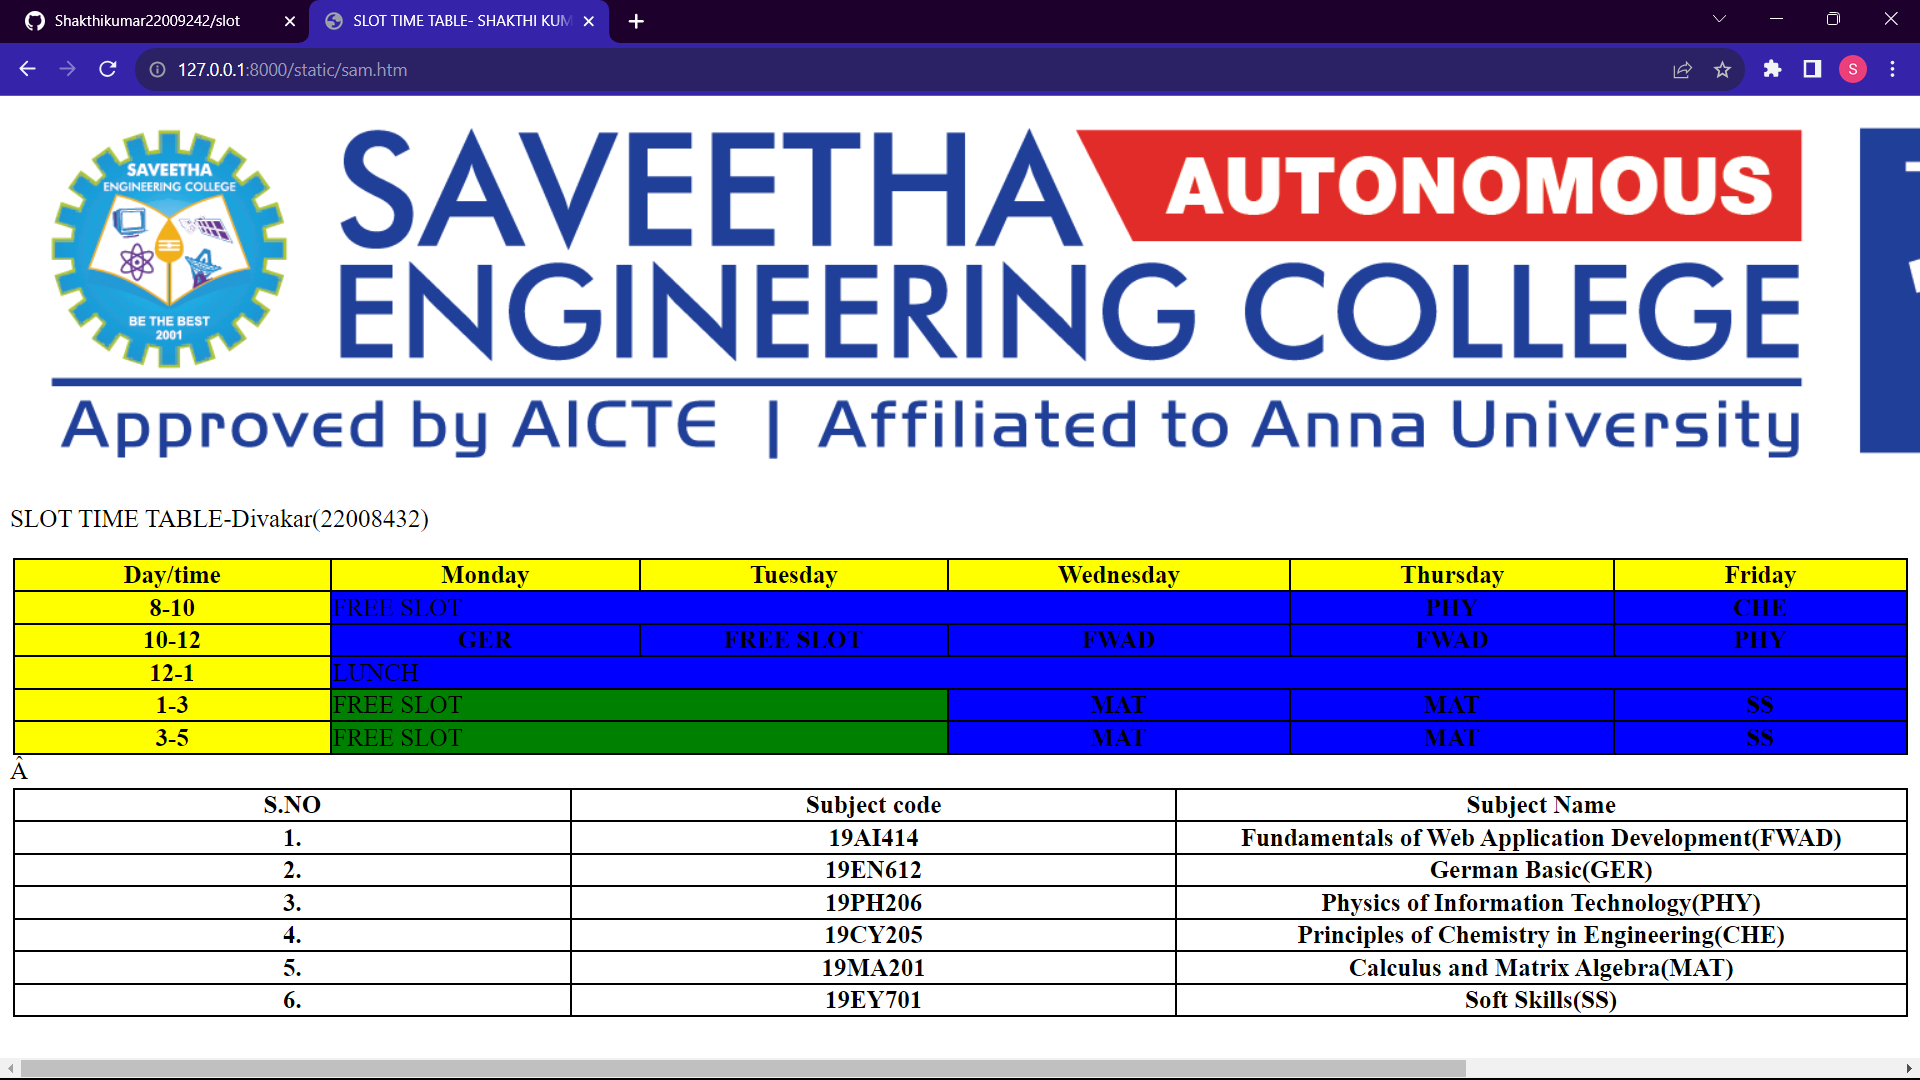 Shakthikumar22009242/slot
SLOT TIME TABLE- SHAKTHI KUM
127.0.0.1:8000/static/sam.htm
S
SAVEETHA
ENGINEERING COLLEGE
BE THE BEST
2001
SAVEETHA AUTONOMOUS
ENGINEERING COLLEGE
Approved by AICTE | Affiliated to Anna University
SLOT TIME TABLE-Divakar(22008432)
Day/time Monday Tuesday Wednesday Thursday Friday
8-10 FREE SLOT PHY CHE
10-12 GER FREE SLOT FWAD FWAD PHY
12-1 LUNCH
1-3 FREE SLOT MAT MAT SS
3-5 FREE SLOT MAT MAT SS
Â
S.NO Subject code Subject Name
1. 19AI414 Fundamentals of Web Application Development(FWAD)
2. 19EN612 German Basic(GER)
3. 19PH206 Physics of Information Technology(PHY)
4. 19CY205 Principles of Chemistry in Engineering(CHE)
5. 19MA201 Calculus and Matrix Algebra(MAT)
6. 19EY701 Soft Skills(SS)